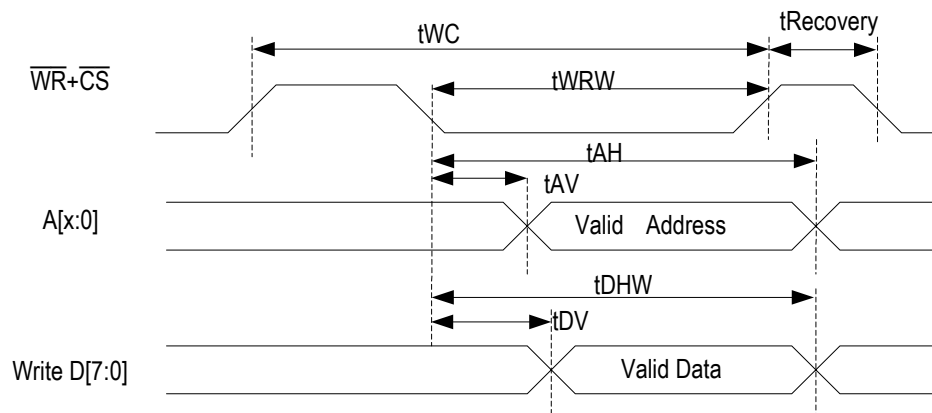 tWC
tRecovery
WR+CS
tWRW
tAH
tAV
A[x:0]
Valid Address
tDHW
tDV
Write D[7:0]
Valid Data